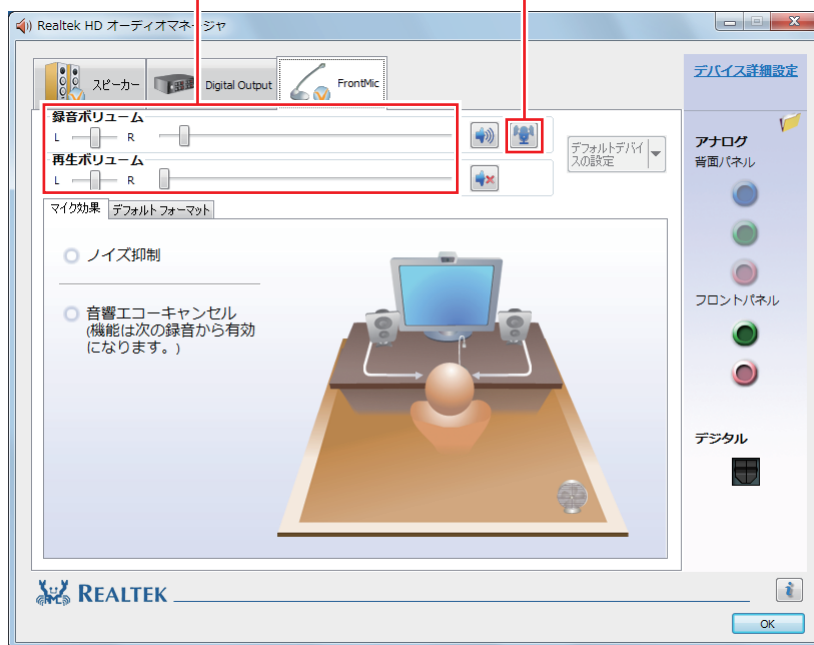 Realtek HD オーディオマネージャ
スピーカー
Digital Output
FrontMic
デバイス詳細設定
録音ボリューム
L R
デフォルトデバイ
スの設定
再生ボリューム
L R
マイク効果
デフォルト フォーマット
ノイズ抑制
音響エコーキャンセル
(機能は次の録音から有効
になります。)
アナログ
背面パネル
フロントパネル
デジタル
REALTEK
i
OK